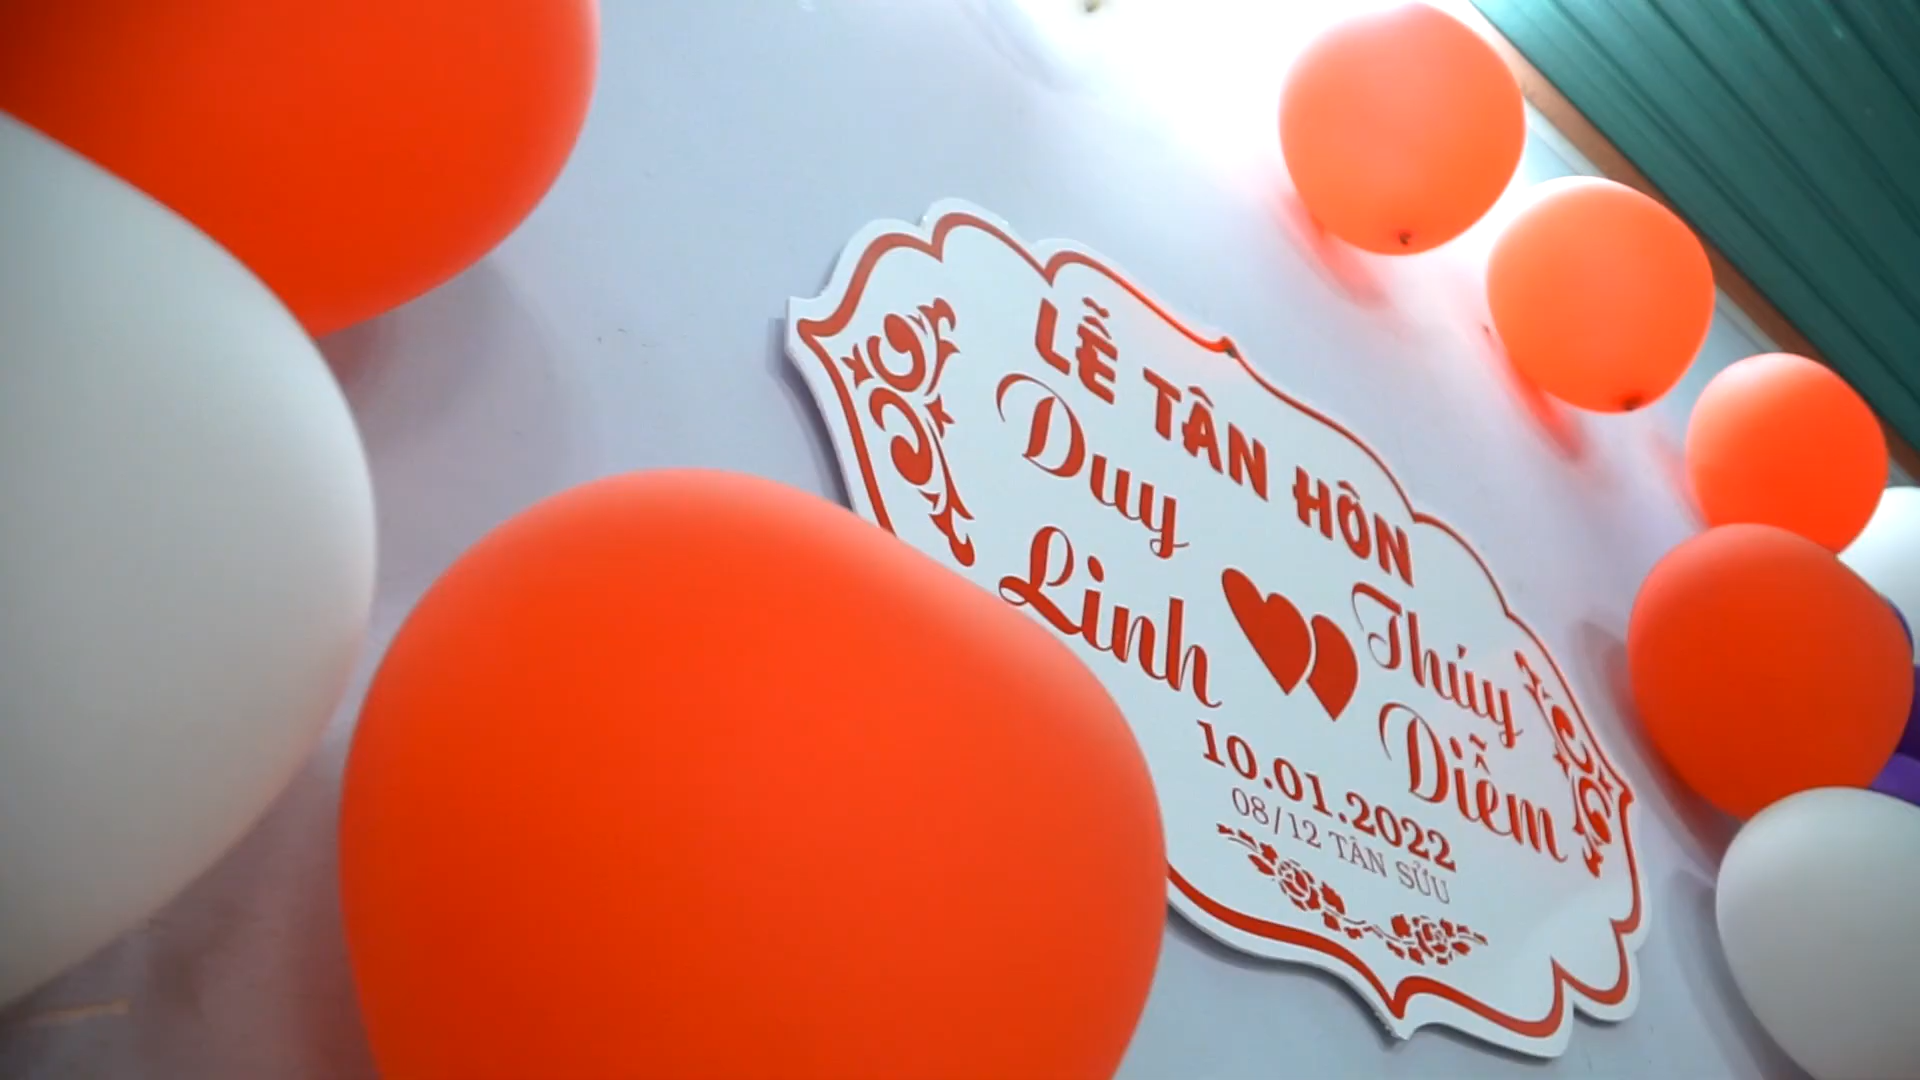 LỄ TÂN HÔN
Duy
Linh
Thúy
Diễm
10.01.2022
08/12 TÂN SỬU